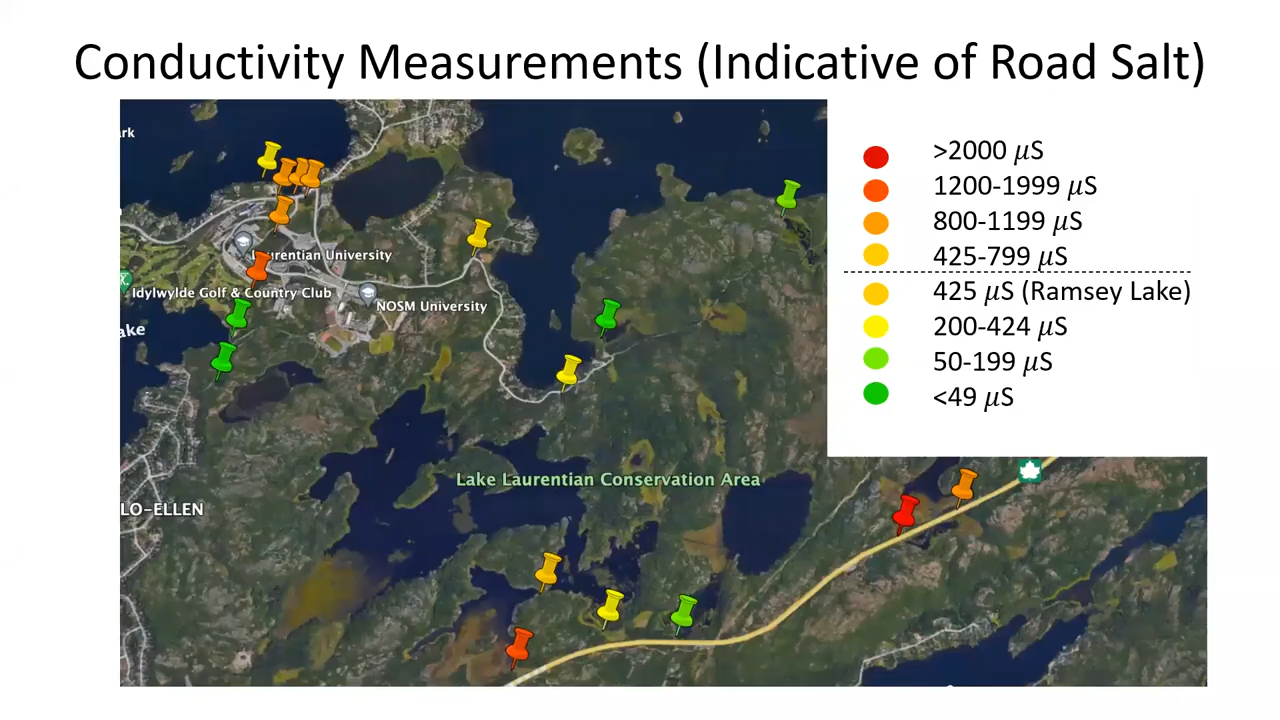 Conductivity Measurements (Indicative of Road Salt)
ark
Laurentian University
Idylwylde Golf & Country Club
NOSM University
ake
Lake Laurentian Conservation Area
LO-ELLEN
>2000 𝜇S
1200-1999 𝜇S
800-1199 𝜇S
425-799 𝜇S
425 𝜇S (Ramsey Lake)
200-424 𝜇S
50-199 𝜇S
<49 𝜇S